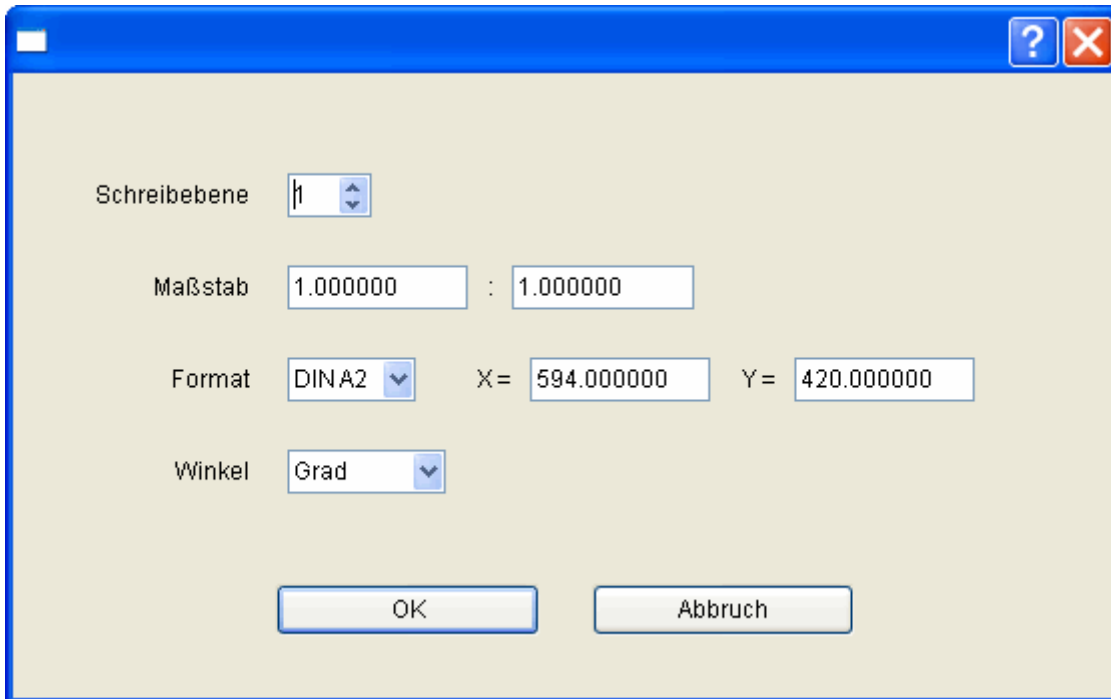 Schreibebene 1
Maßstab 1.000000 : 1.000000
Format DIN A2 X = 594.000000 Y = 420.000000
Winkel Grad
OK Abbruch